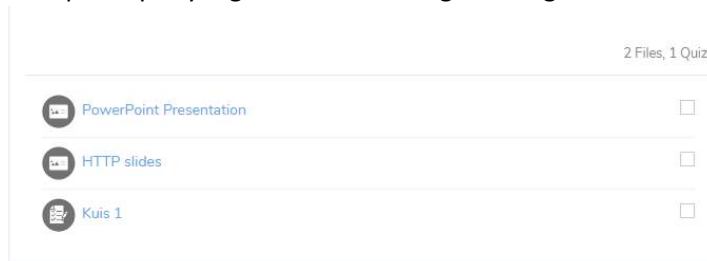 2 Files, 1 Quiz
PowerPoint Presentation
HTTP slides
Kuis 1